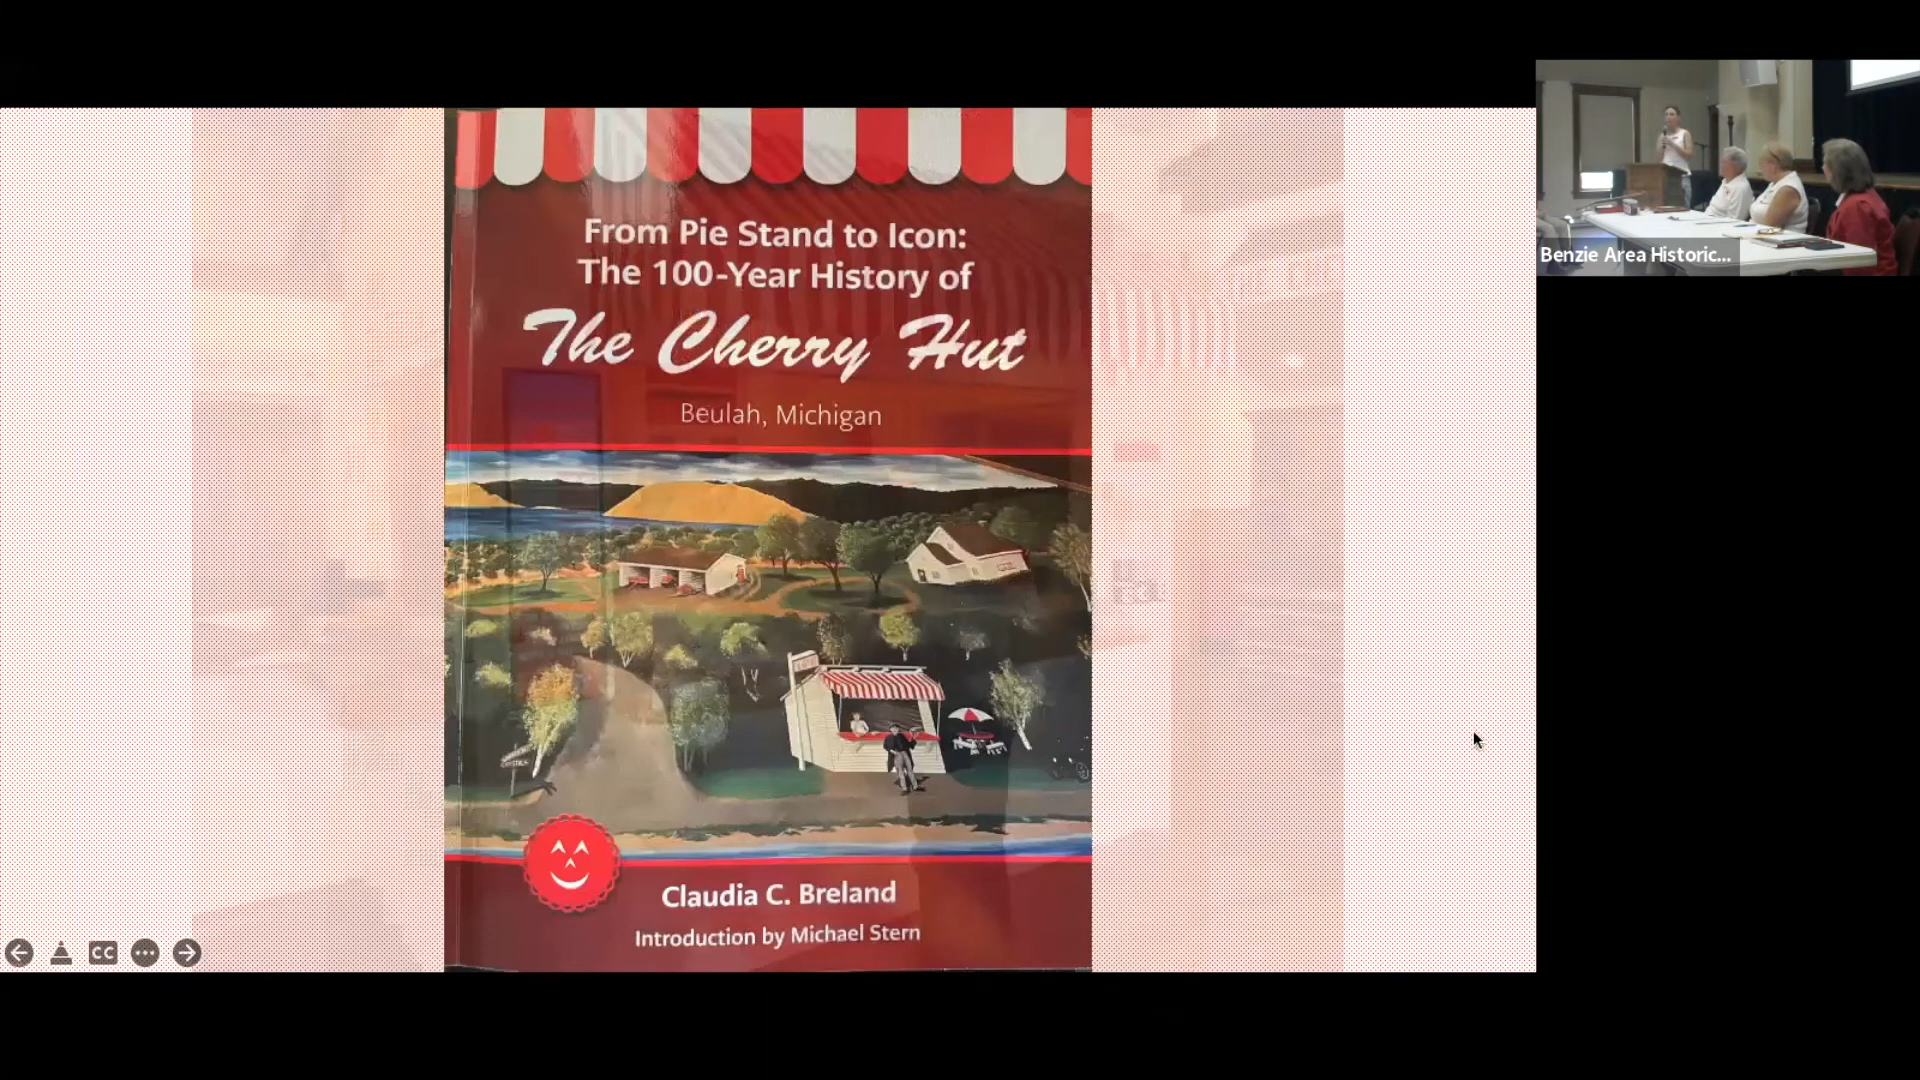 From Pie Stand to Icon:
The 100-Year History of
The Cherry Hut
Beulah, Michigan
Claudia C. Breland
Introduction by Michael Stern
Benzie Area Historic...
CC